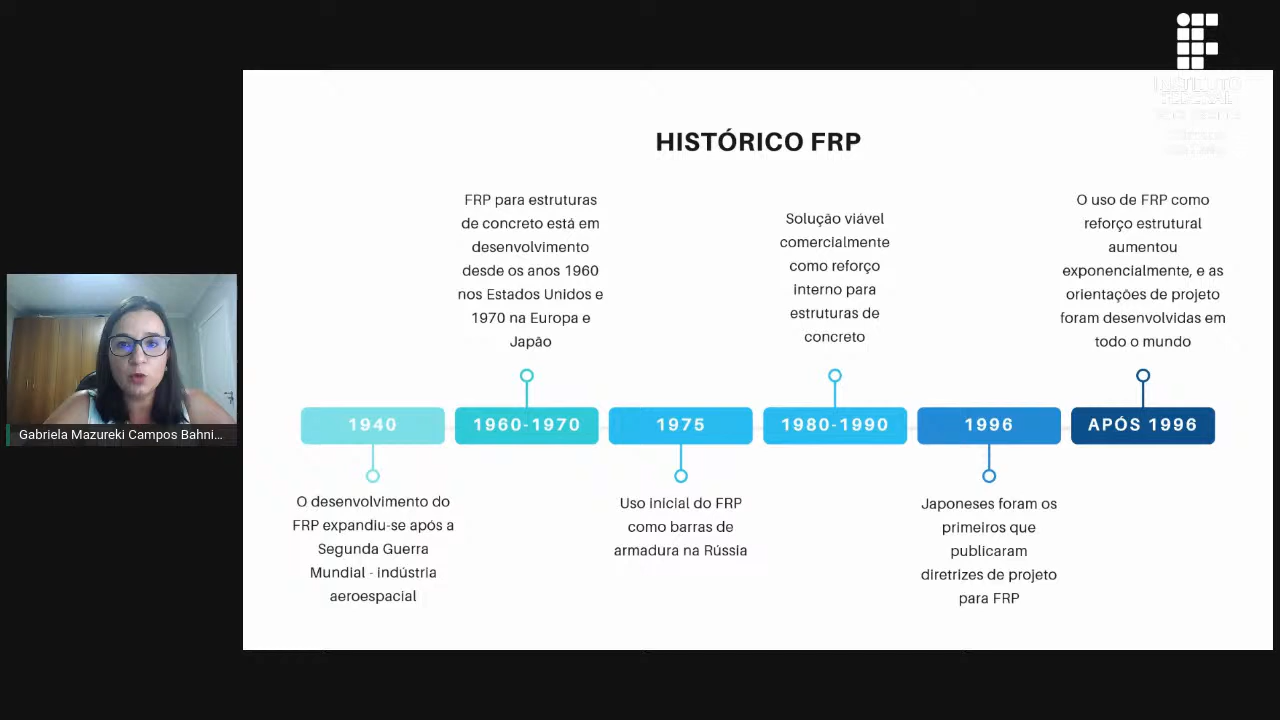 HISTÓRICO FRP
FRP para estruturas
de concreto está em
desenvolvimento
desde os anos 1960
nos Estados Unidos e
1970 na Europa e
Japão
Solução viável
comercialmente
como reforço
interno para
estruturas de
concreto
O uso de FRP como
reforço estrutural
aumentou
exponencialmente, e as
orientações de projeto
foram desenvolvidas em
todo o mundo
1940
1960-1970
1975
1980-1990
1996
APÓS 1996
O desenvolvimento do
FRP expandiu-se após a
Segunda Guerra
Mundial - indústria
aeroespacial
Uso inicial do FRP
como barras de
armadura na Rússia
Japoneses foram os
primeiros que
publicaram
diretrizes de projeto
para FRP
Gabriela Mazureki Campos Bahni...
INSTITUTO
FEDERAL